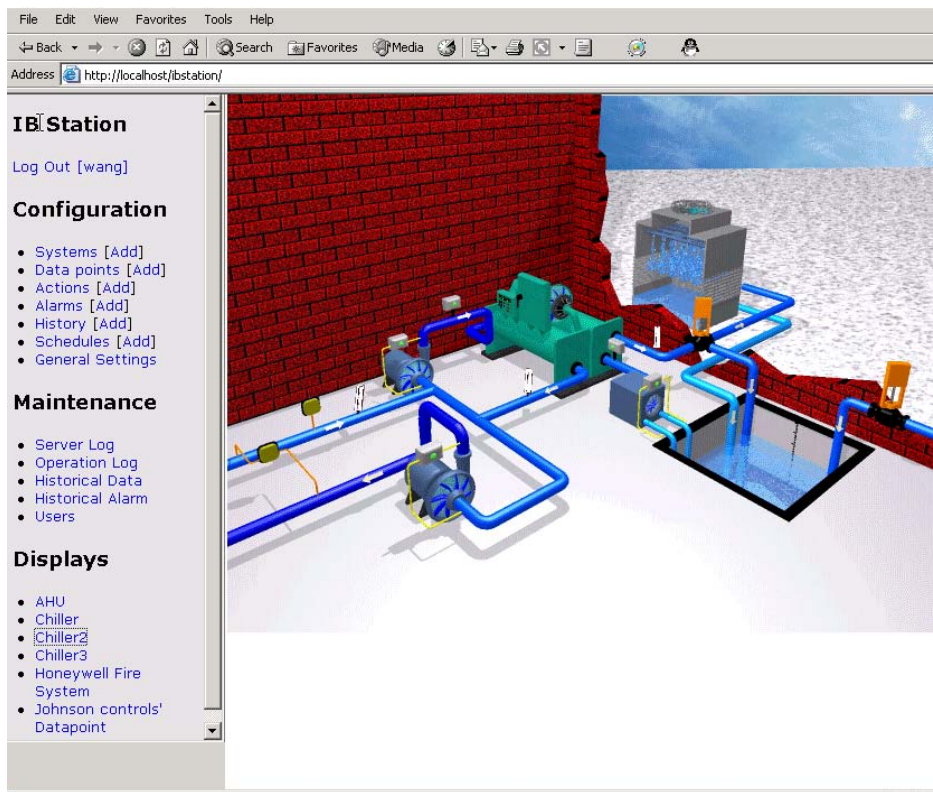 File Edit View Favorites Tools Help
Back Search Favorites Media
Address http://localhost/ibstation/
IB Station
Log Out [wang]
Configuration
Systems [Add]
Data points [Add]
Actions [Add]
Alarms [Add]
History [Add]
Schedules [Add]
General Settings
Maintenance
Server Log
Operation Log
Historical Data
Historical Alarm
Users
Displays
AHU
Chiller
Chiller2
Chiller3
Honeywell Fire
System
Johnson controls'
Datapoint